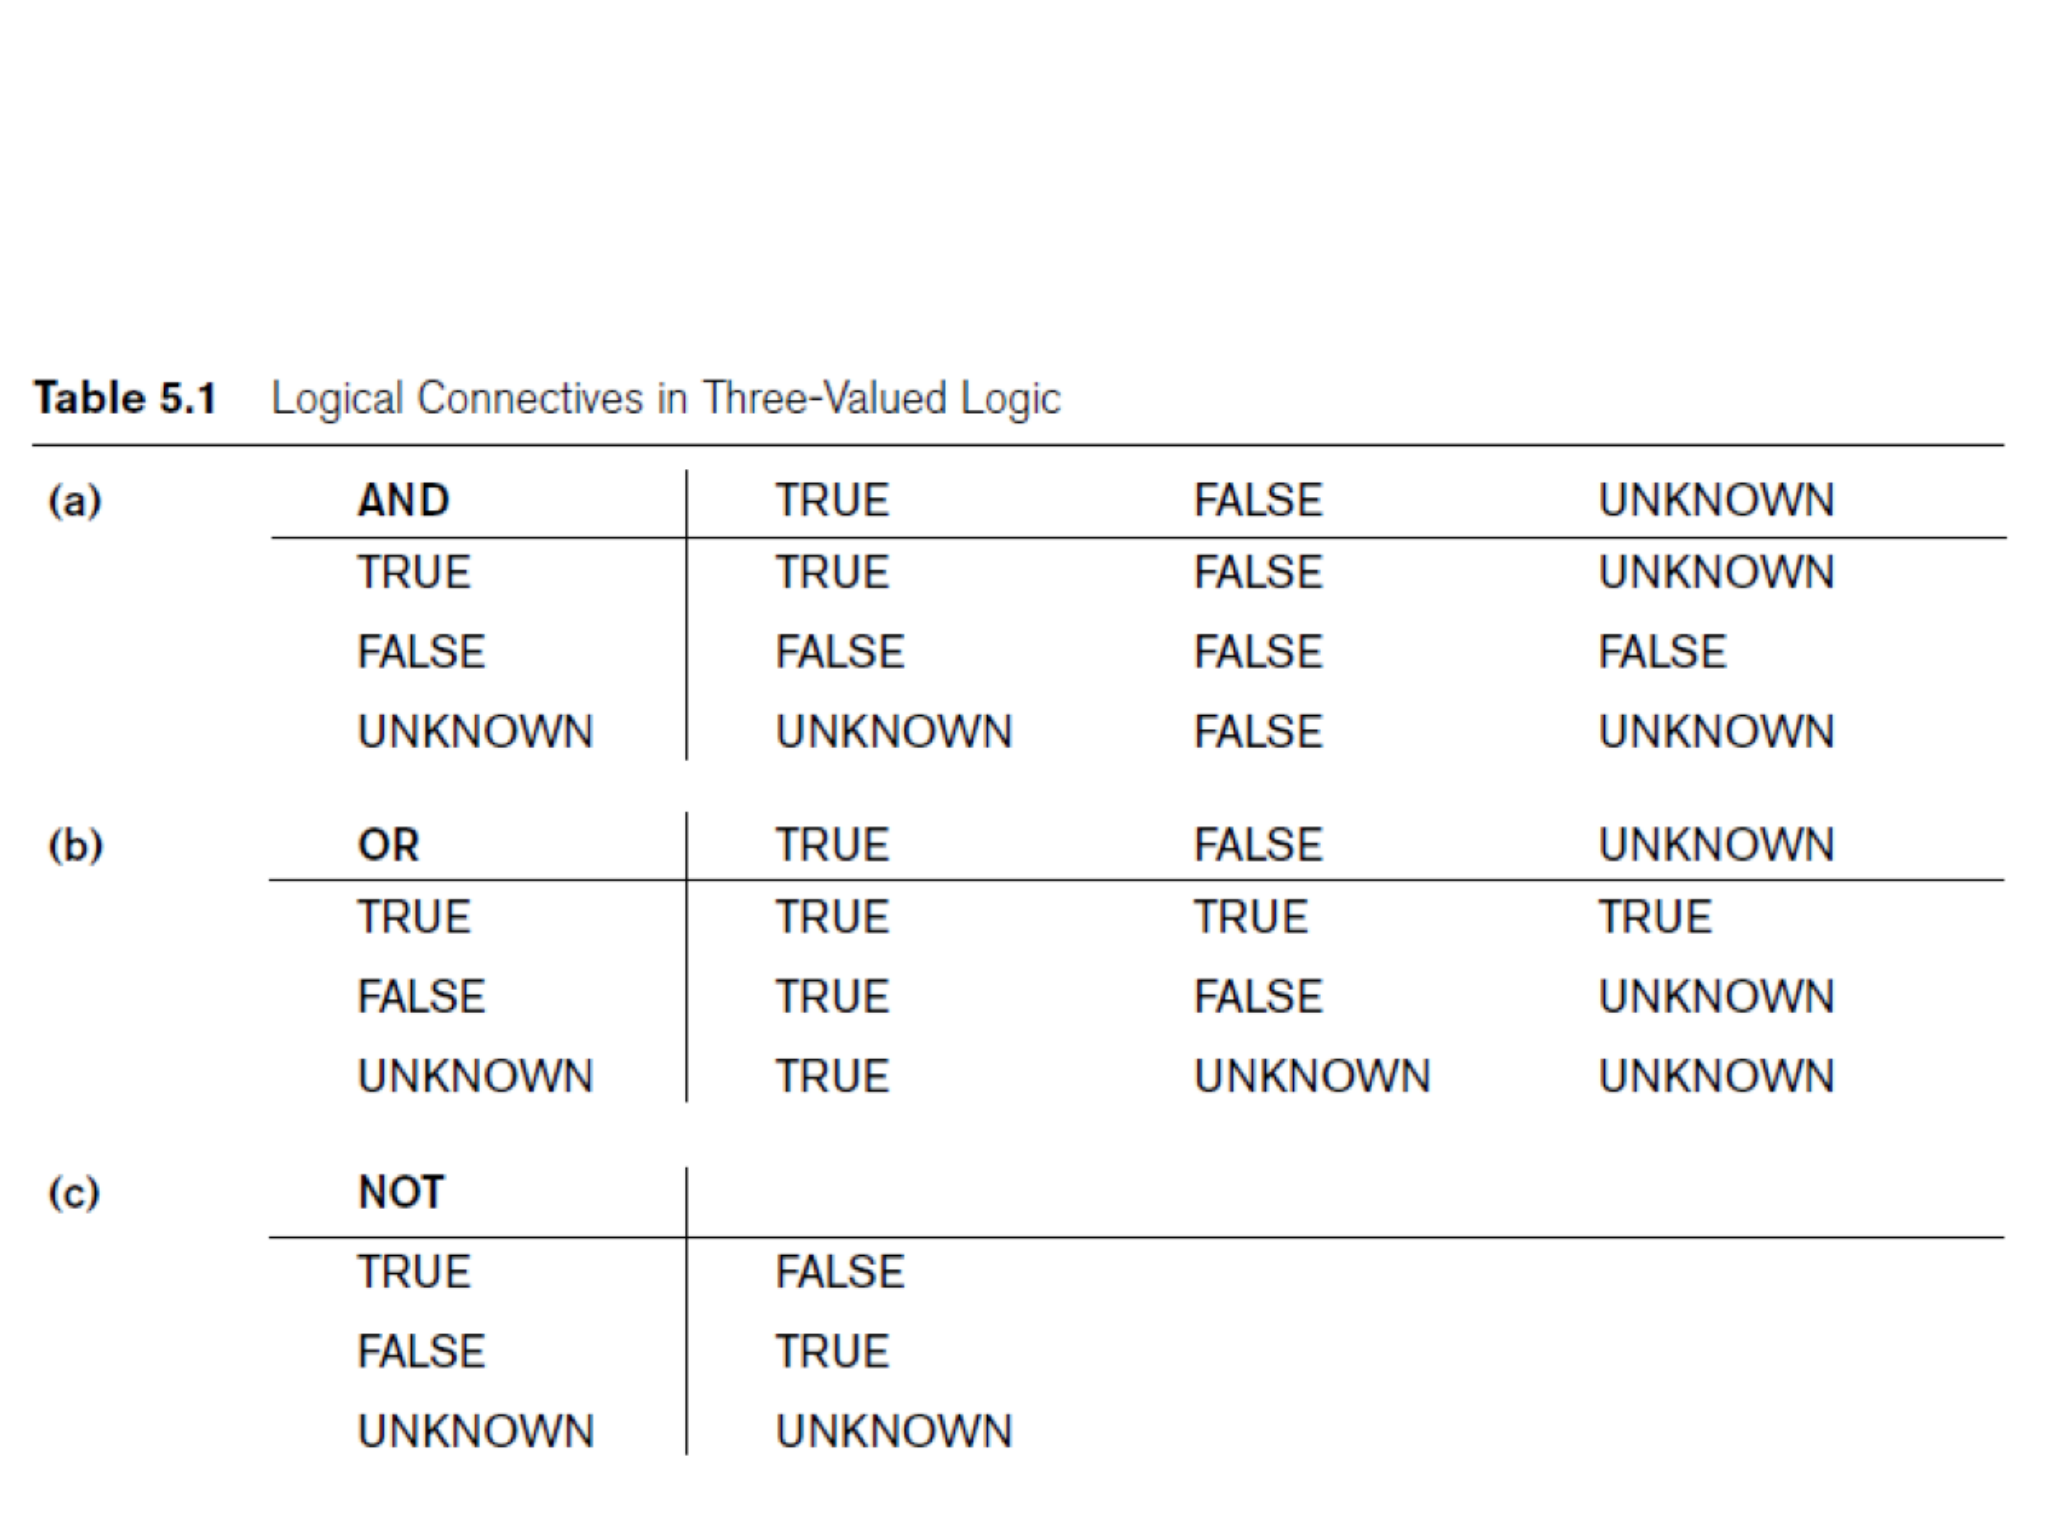 Table 5.1 Logical Connectives in Three-Valued Logic
(a) AND TRUE FALSE UNKNOWN
TRUE TRUE FALSE UNKNOWN
FALSE FALSE FALSE FALSE
UNKNOWN UNKNOWN FALSE UNKNOWN
(b) OR TRUE FALSE UNKNOWN
TRUE TRUE TRUE TRUE
FALSE TRUE FALSE UNKNOWN
UNKNOWN TRUE UNKNOWN UNKNOWN
(c) NOT
TRUE FALSE
FALSE TRUE
UNKNOWN UNKNOWN